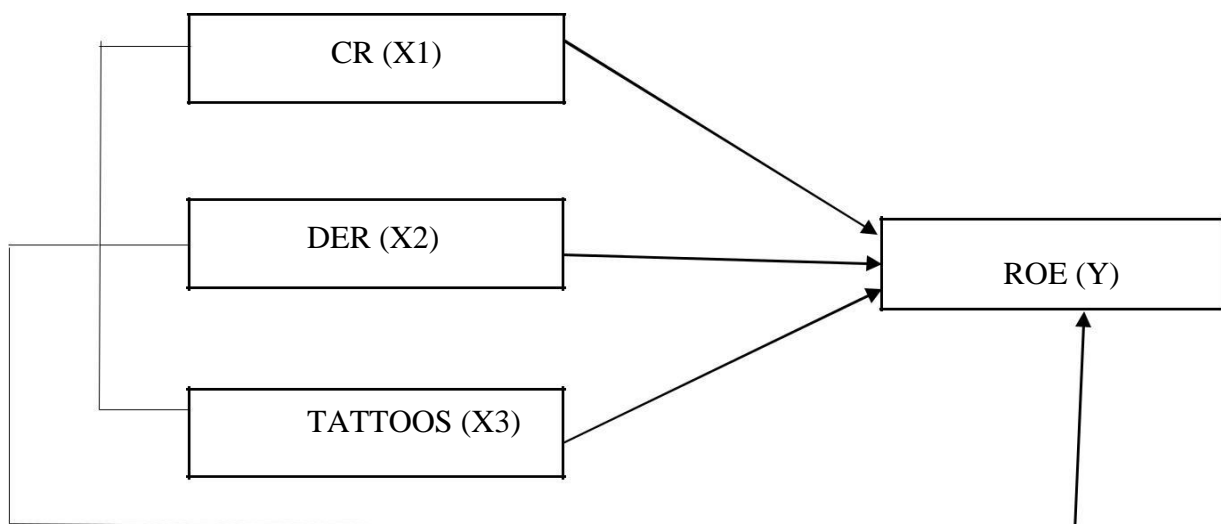 CR (X1)
DER (X2)
ROE (Y)
TATTOOS (X3)